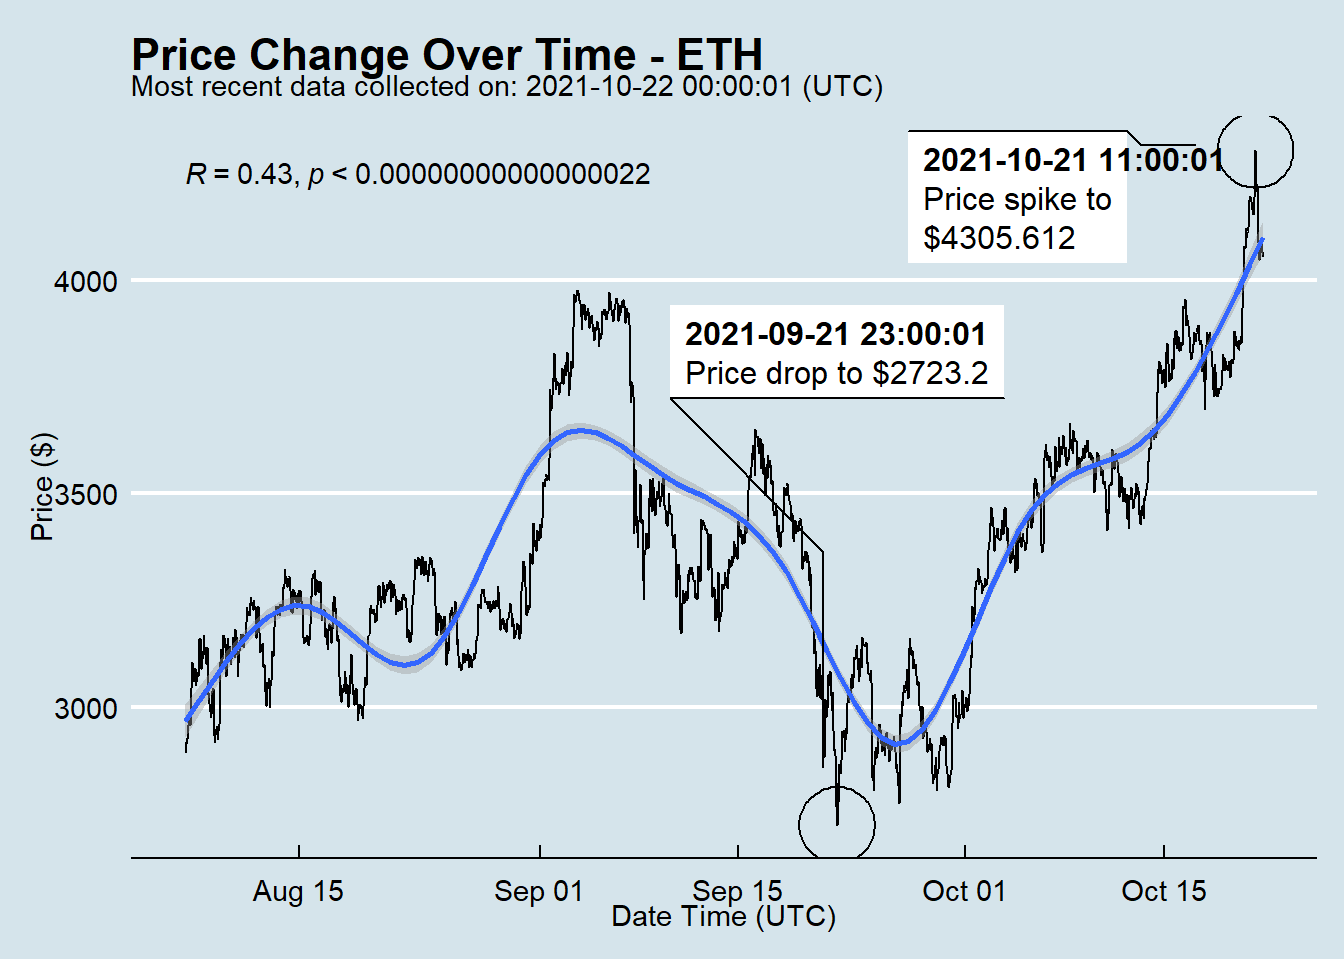 Price Change Over Time - ETH
Most recent data collected on: 2021-10-22 00:00:01 (UTC)
R = 0.43, p < 0.00000000000000022
2021-10-21 11:00:01
Price spike to
$4305.612
2021-09-21 23:00:01
Price drop to $2723.2
Price ($)
4000
3500
3000
Aug 15
Sep 01
Sep 15
Oct 01
Oct 15
Date Time (UTC)